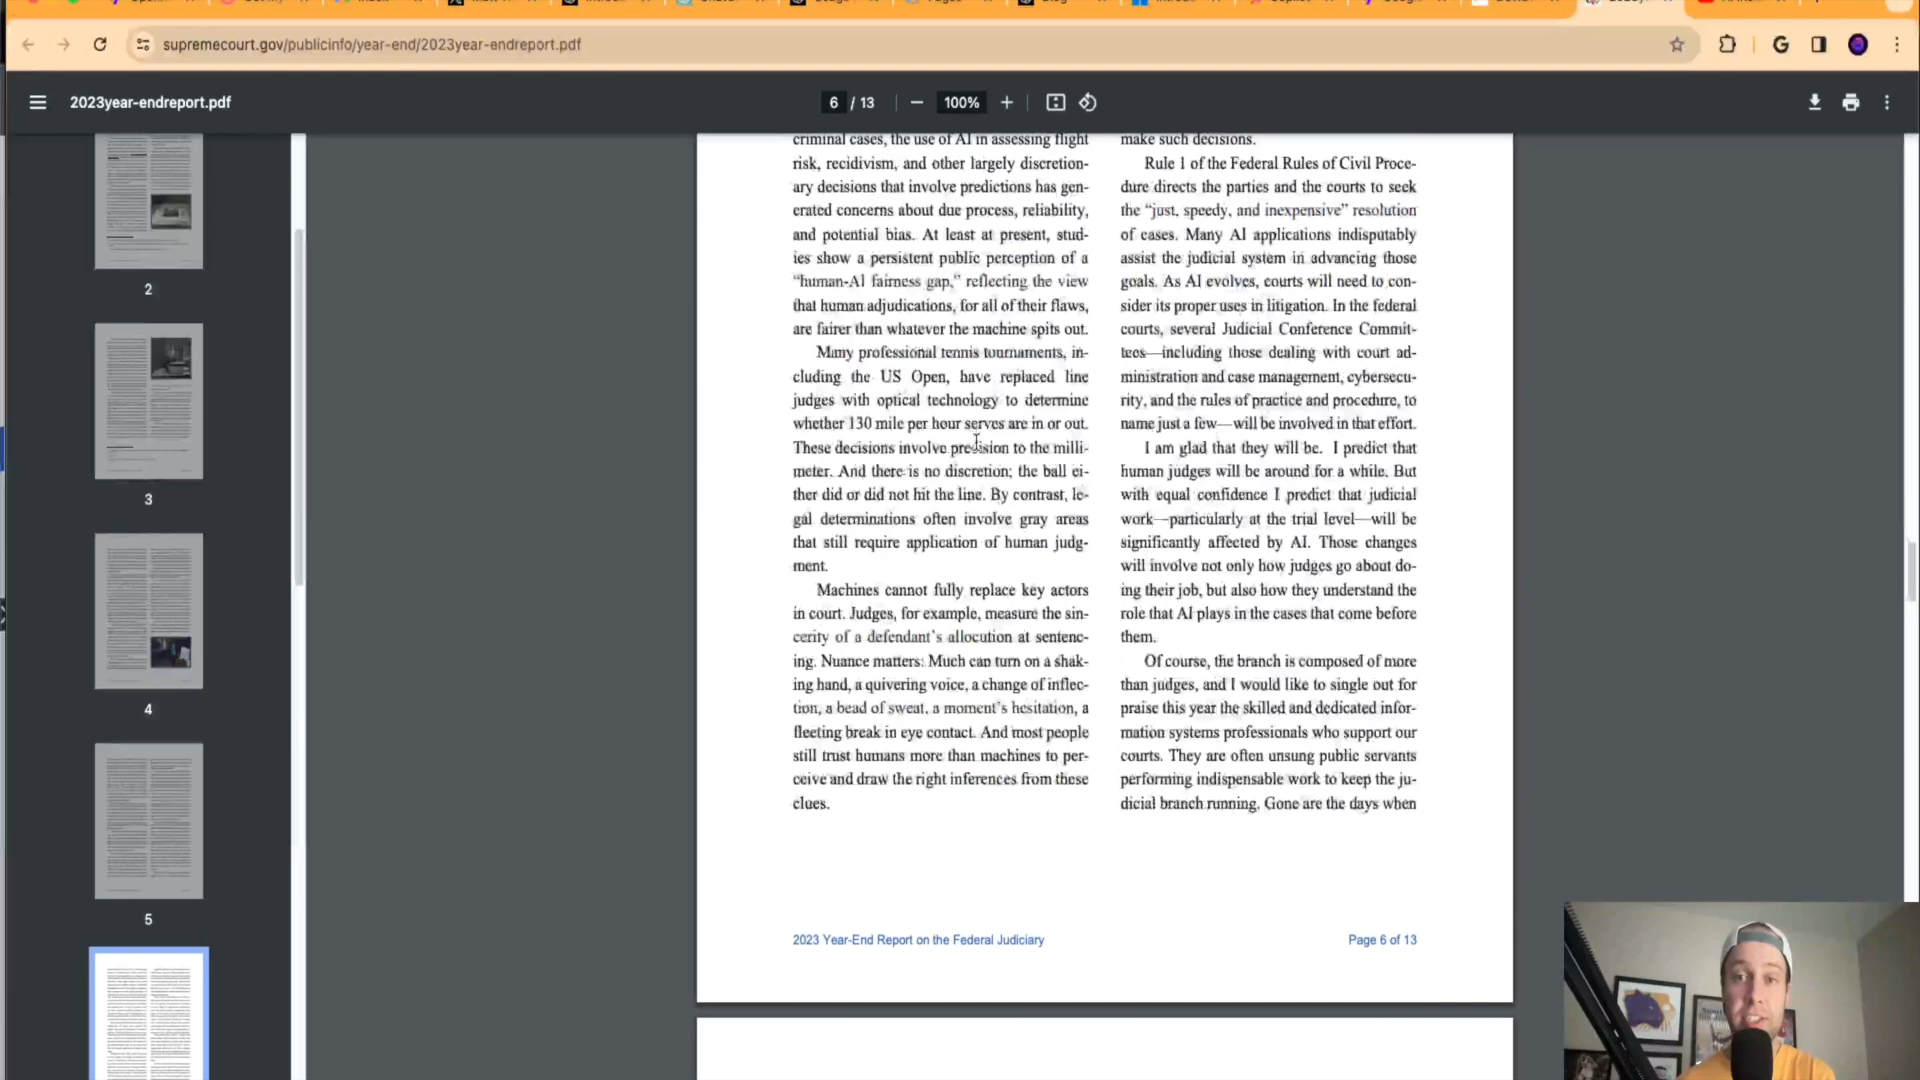 supremecourt.gov/publicinfo/year-end/2023year-endreport.pdf
2023year-endreport.pdf
6 / 13
100%
2
3
4
5
criminal cases, the use of AI in assessing flight
risk, recidivism, and other largely discretion-
ary decisions that involve predictions has gen-
erated concerns about due process, reliability,
and potential bias. At least at present, stud-
ies show a persistent public perception of a
“human-AI fairness gap,” reflecting the view
that human adjudications, for all of their flaws,
are fairer than whatever the machine spits out.
Many professional tennis tournaments, in-
cluding the US Open, have replaced line
judges with optical technology to determine
whether 130 mile per hour serves are in or out.
These decisions involve precision to the milli-
meter. And there is no discretion; the ball ei-
ther did or did not hit the line. By contrast, le-
gal determinations often involve gray areas
that still require application of human judg-
ment.
Machines cannot fully replace key actors
in court. Judges, for example, measure the sin-
cerity of a defendant’s allocution at sentenc-
ing. Nuance matters: Much can turn on a shak-
ing hand, a quivering voice, a change of inflec-
tion, a bead of sweat, a moment’s hesitation, a
fleeting break in eye contact. And most people
still trust humans more than machines to per-
ceive and draw the right inferences from these
clues.
make such decisions.
Rule 1 of the Federal Rules of Civil Proce-
dure directs the parties and the courts to seek
the “just, speedy, and inexpensive” resolution
of cases. Many AI applications indisputably
assist the judicial system in advancing those
goals. As AI evolves, courts will need to con-
sider its proper uses in litigation. In the federal
courts, several Judicial Conference Commit-
tees—including those dealing with court ad-
ministration and case management, cybersecu-
rity, and the rules of practice and procedure, to
name just a few—will be involved in that effort.
I am glad that they will be. I predict that
human judges will be around for a while. But
with equal confidence I predict that judicial
work—particularly at the trial level—will be
significantly affected by AI. Those changes
will involve not only how judges go about do-
ing their job, but also how they understand the
role that AI plays in the cases that come before
them.
Of course, the branch is composed of more
than judges, and I would like to single out for
praise this year the skilled and dedicated infor-
mation systems professionals who support our
courts. They are often unsung public servants
performing indispensable work to keep the ju-
dicial branch running. Gone are the days when
2023 Year-End Report on the Federal Judiciary
Page 6 of 13